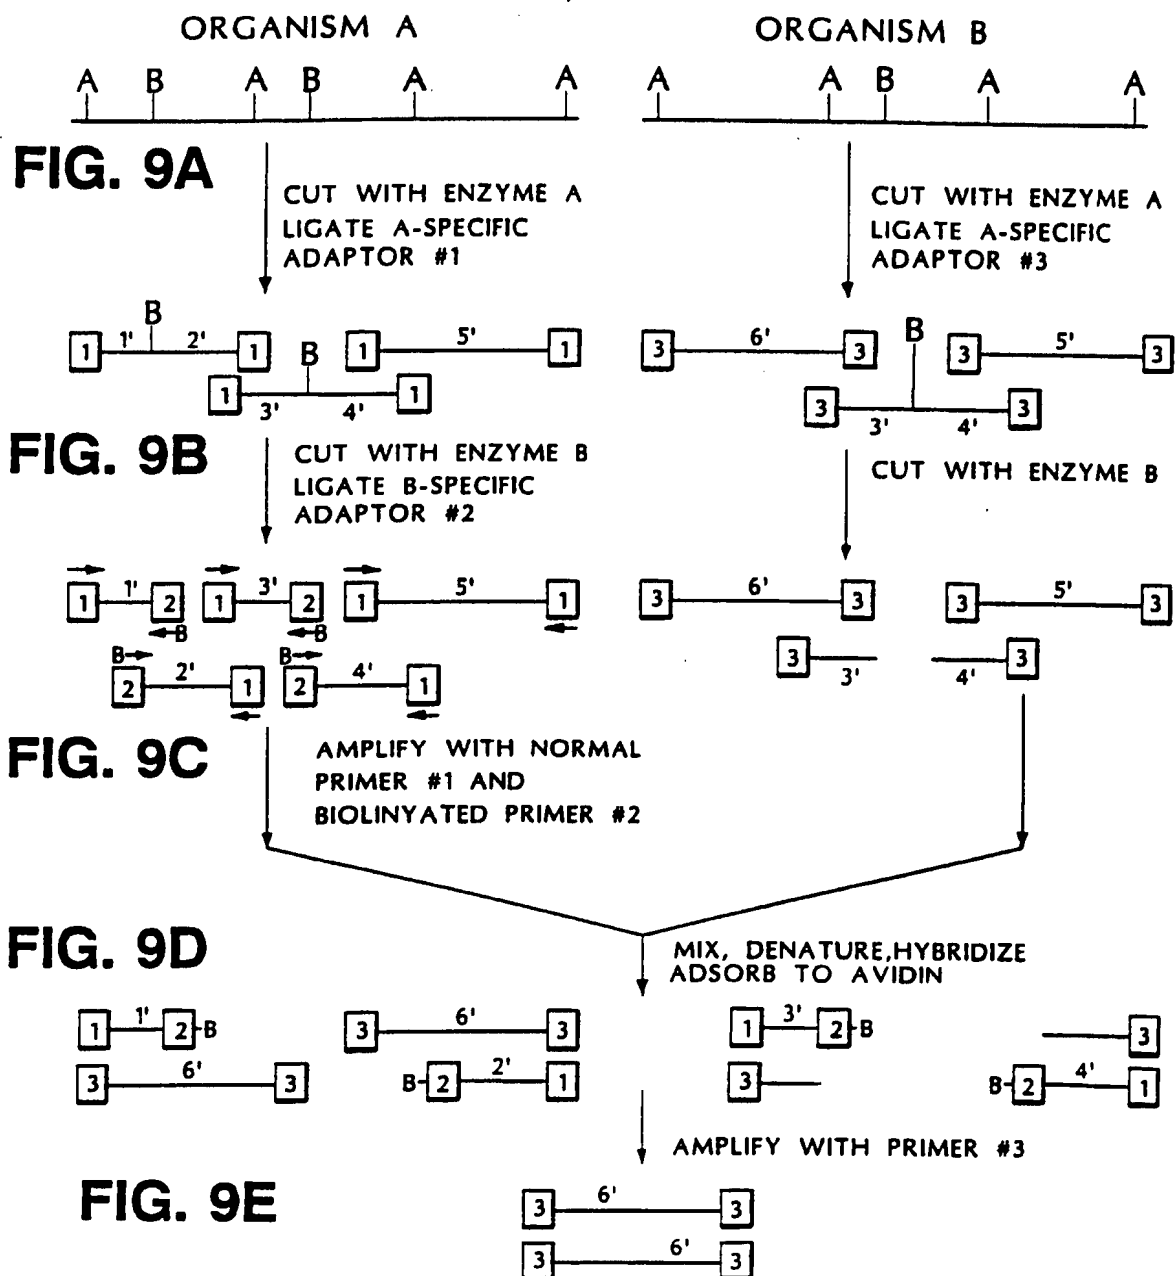 ORGANISM A
ORGANISM B
A B A B A A
A A B A A
FIG. 9A
CUT WITH ENZYME A
LIGATE A-SPECIFIC
ADAPTOR #1
CUT WITH ENZYME A
LIGATE A-SPECIFIC
ADAPTOR #3
B
1 1' 2' 1
B
1 5' 1
1 3' 4' 1
3 6' 3
B
3 5' 3
3 3' 4' 3
FIG. 9B
CUT WITH ENZYME B
LIGATE B-SPECIFIC
ADAPTOR #2
CUT WITH ENZYME B
1 1' 2
B
1 3' 2
B
1 5' 1
B
2 2' 1
B
2 4' 1
3 6' 3
3 5' 3
3 3'
4' 3
FIG. 9C
AMPLIFY WITH NORMAL
PRIMER #1 AND
BIOLINYATED PRIMER #2
FIG. 9D
MIX, DENATURE,HYBRIDIZE
ADSORB TO AVIDIN
1 1' 2-B
3 6' 3
3 6' 3
B-2 2' 1
1 3' 2-B
3
3
B-2 4' 1
AMPLIFY WITH PRIMER #3
FIG. 9E
3 6' 3
3 6' 3